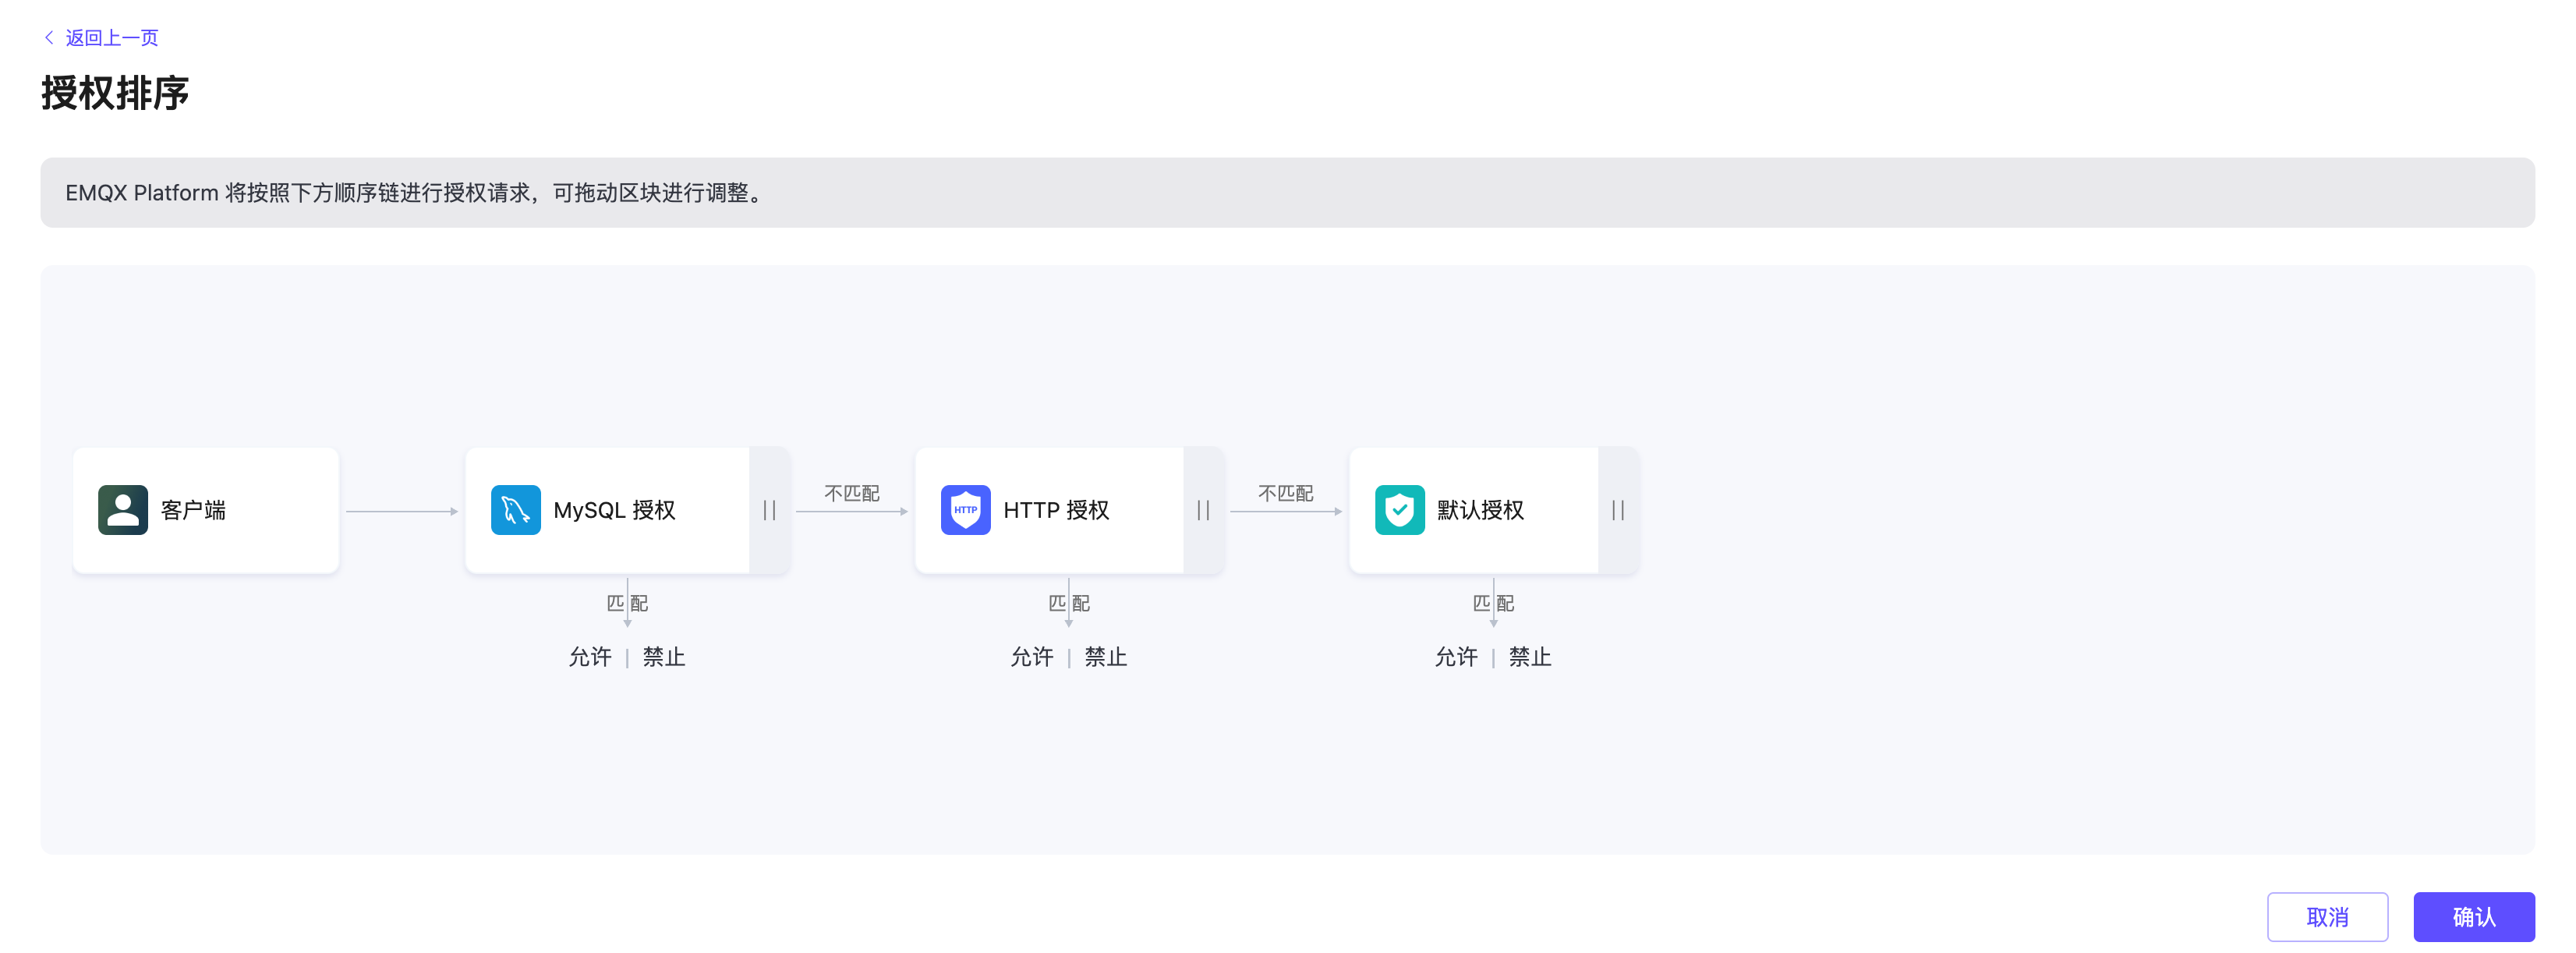 返回上一页
授权排序
EMQX Platform 将按照下方顺序链进行授权请求，可拖动区块进行调整。
客户端
MySQL 授权
不匹配
HTTP
HTTP 授权
不匹配
默认授权
匹配
匹配
匹配
允许 | 禁止
允许 | 禁止
允许 | 禁止
取消
确认